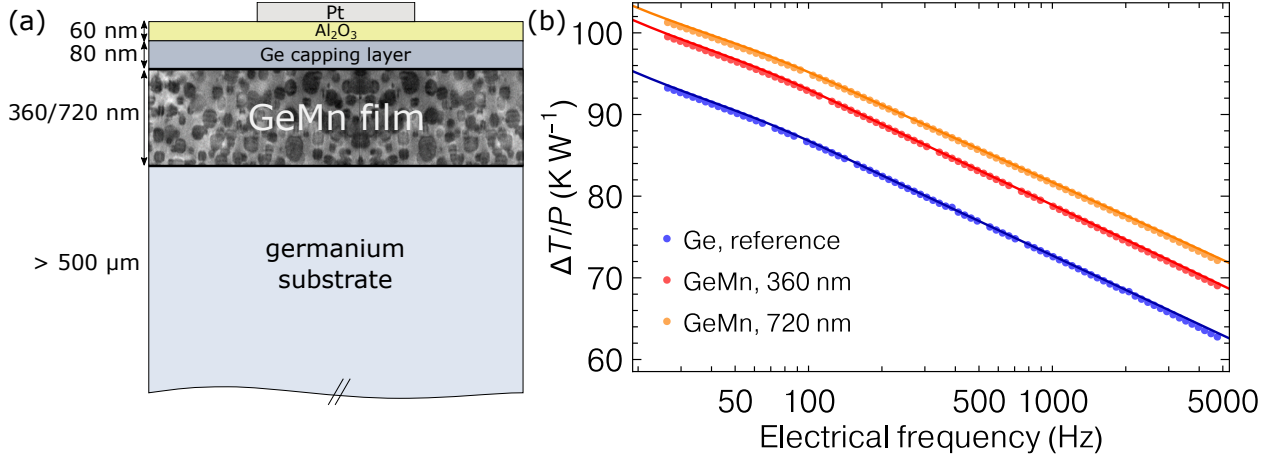 (a)
Pt
60 nm
Al₂O₃
80 nm
Ge capping layer
360/720 nm
GeMn film
> 500 µm
germanium
substrate
(b)
ΔT/P (K W⁻¹)
100
90
80
70
60
Ge, reference
GeMn, 360 nm
GeMn, 720 nm
50 100 500 1000 5000
Electrical frequency (Hz)